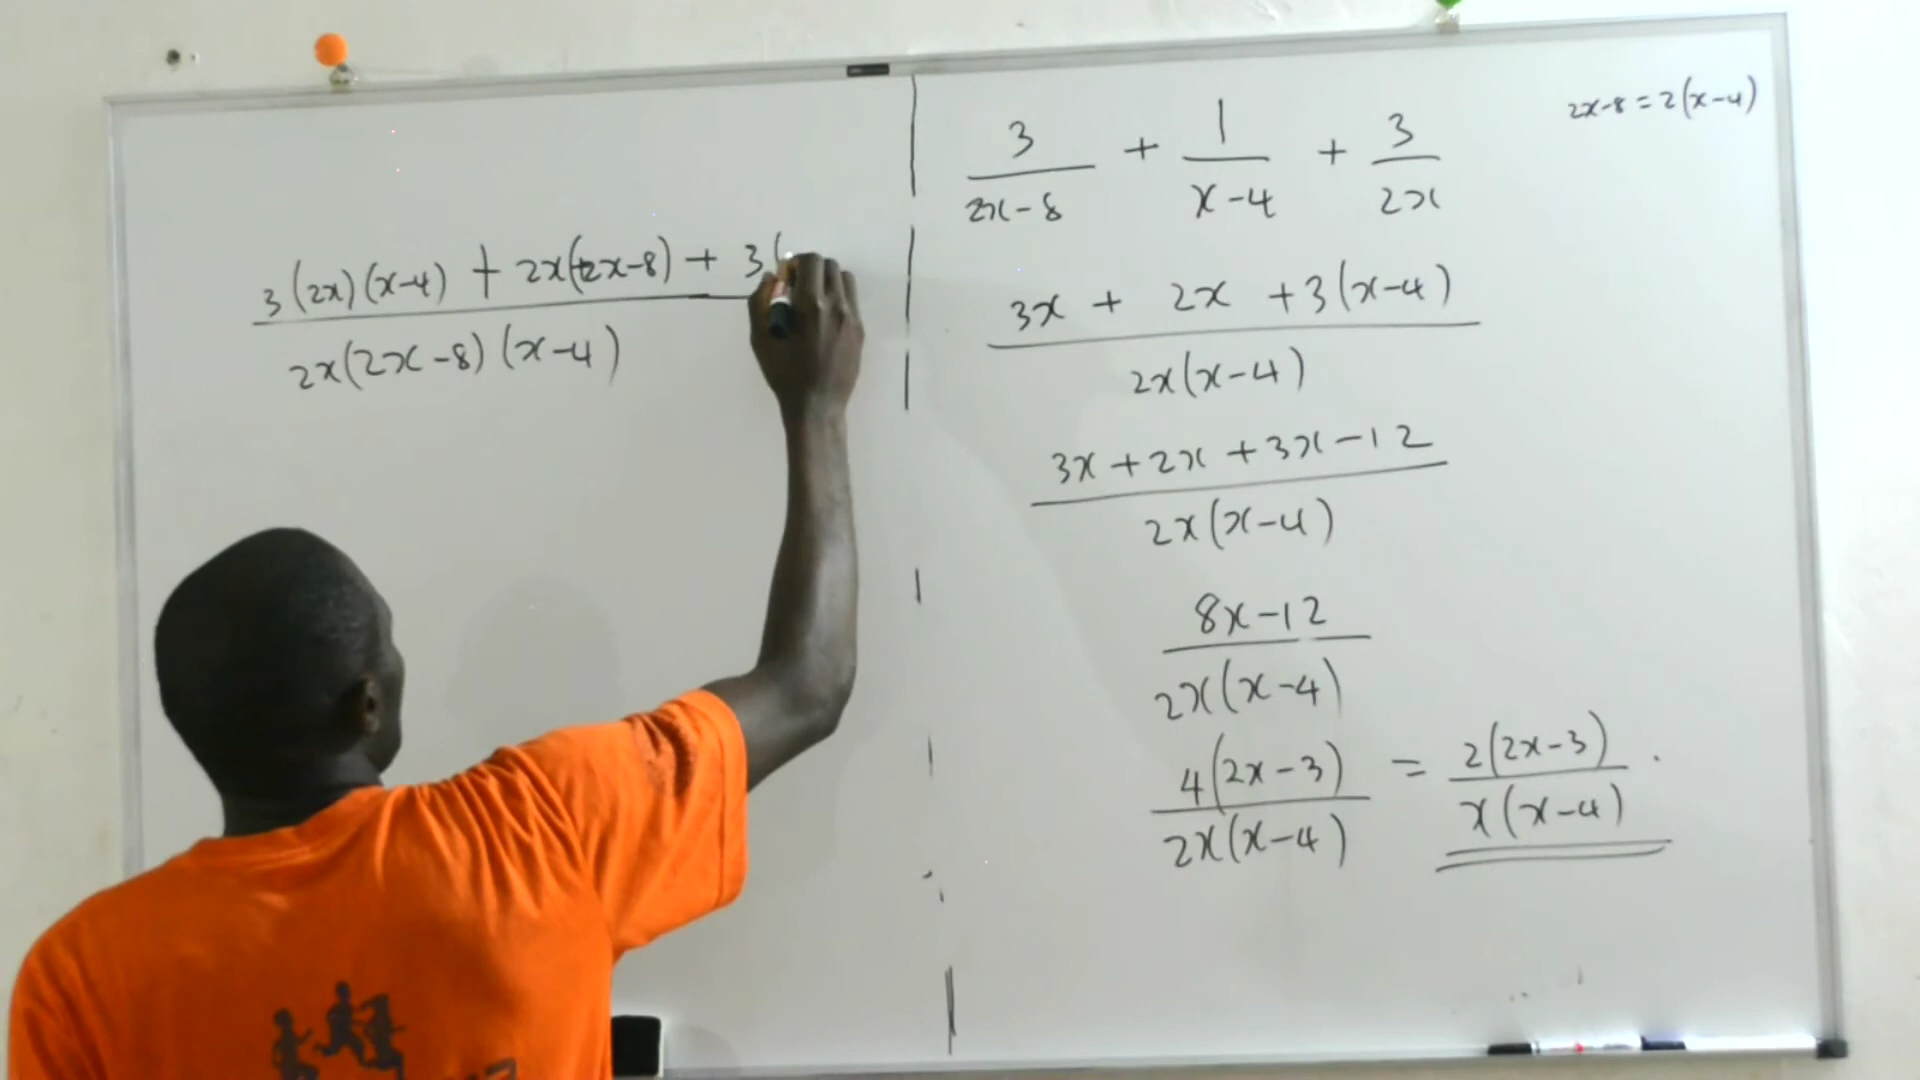 3(2x)(x-4) + 2x(2x-8) + 3(
2x(2x-8)(x-4)
2x-8 = 2(x-4)
3 + 1 + 3
2x-8 x-4 2x
3x + 2x + 3(x-4)
2x(x-4)
3x + 2x + 3x - 12
2x(x-4)
8x-12
2x(x-4)
4(2x-3) = 2(2x-3) .
2x(x-4) x(x-4)